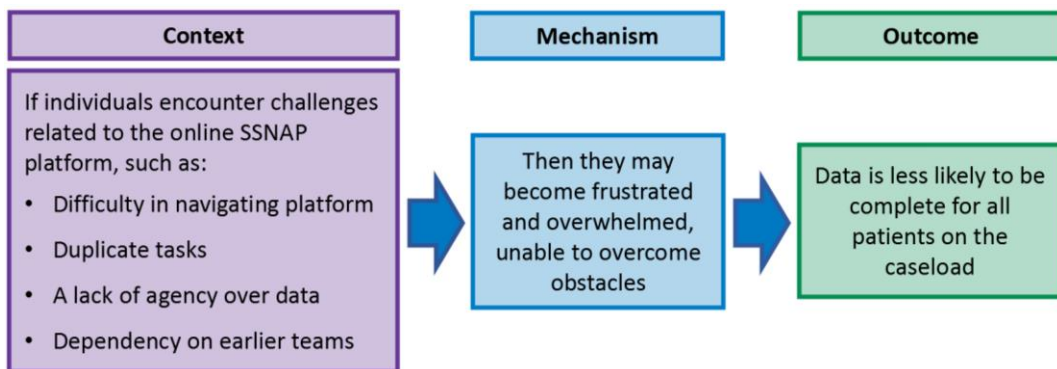 Context
If individuals encounter challenges
related to the online SSNAP
platform, such as:
• Difficulty in navigating platform
• Duplicate tasks
• A lack of agency over data
• Dependency on earlier teams
Mechanism
Then they may
become frustrated
and overwhelmed,
unable to overcome
obstacles
Outcome
Data is less likely to be
complete for all
patients on the
caseload